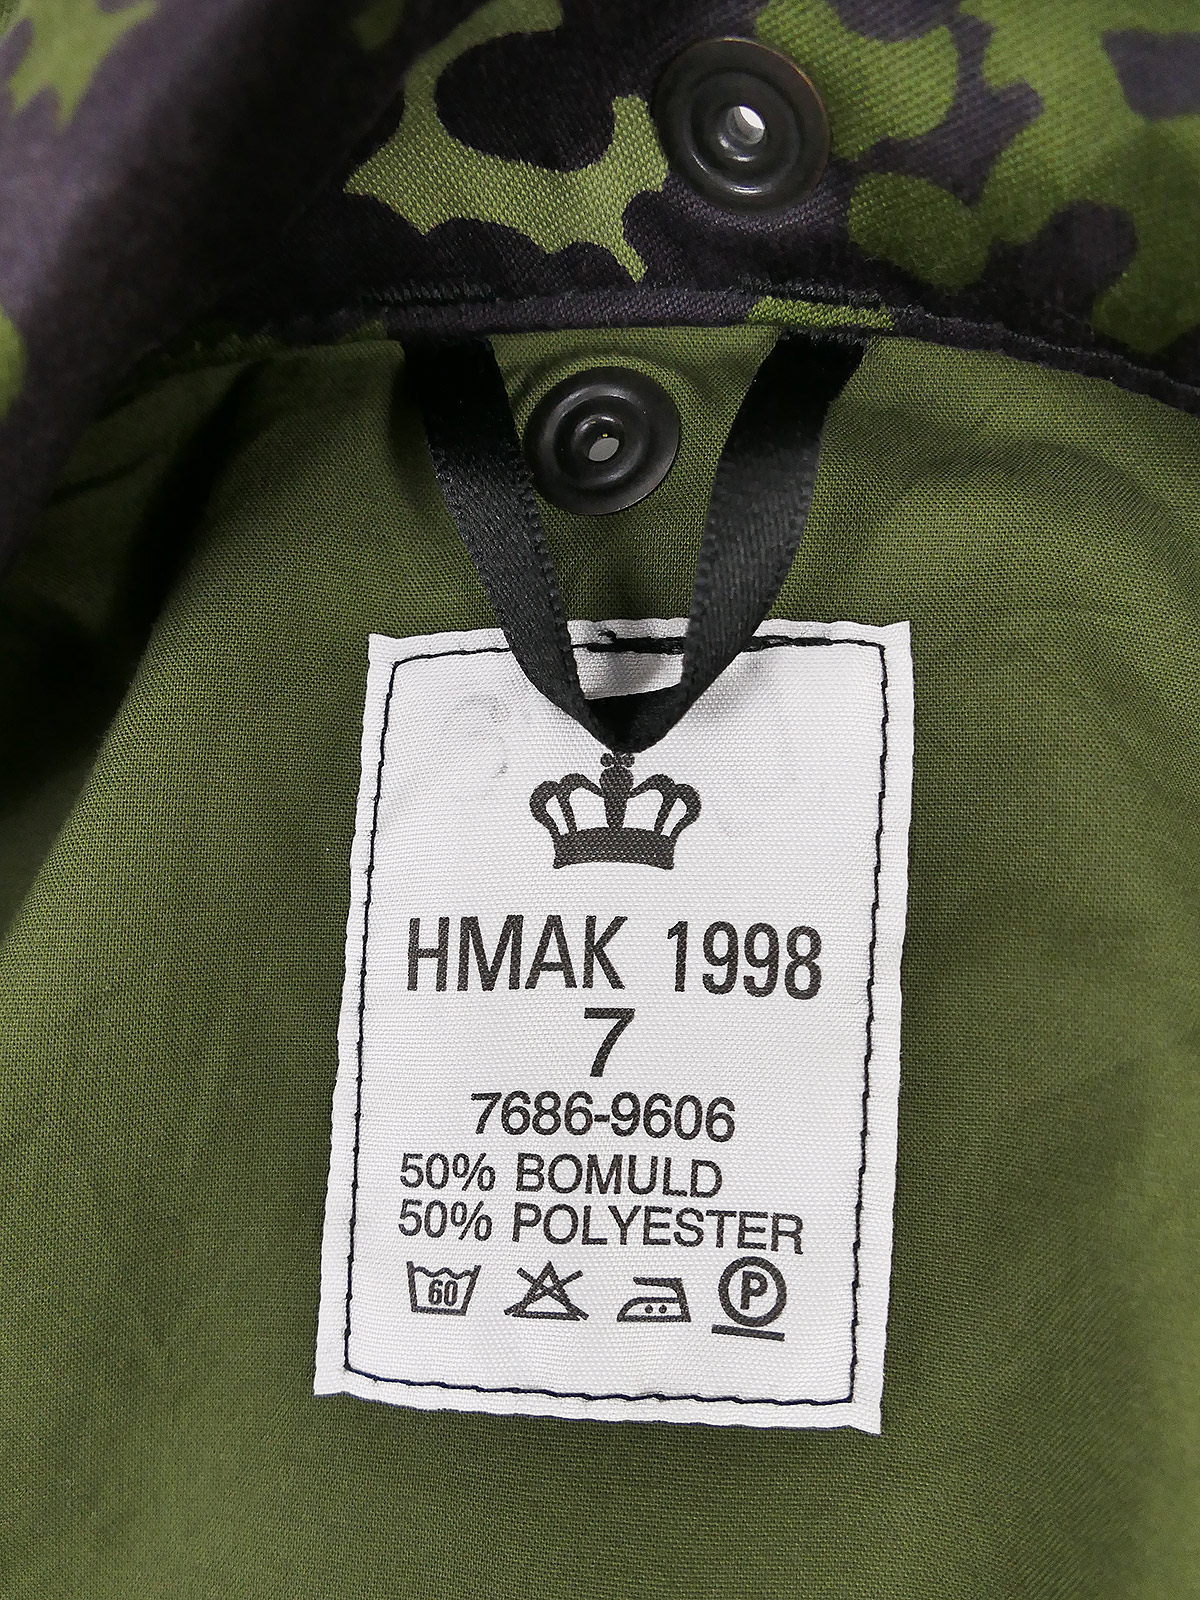 HMAK 1998
7
7686-9606
50% BOMULD
50% POLYESTER
60 P